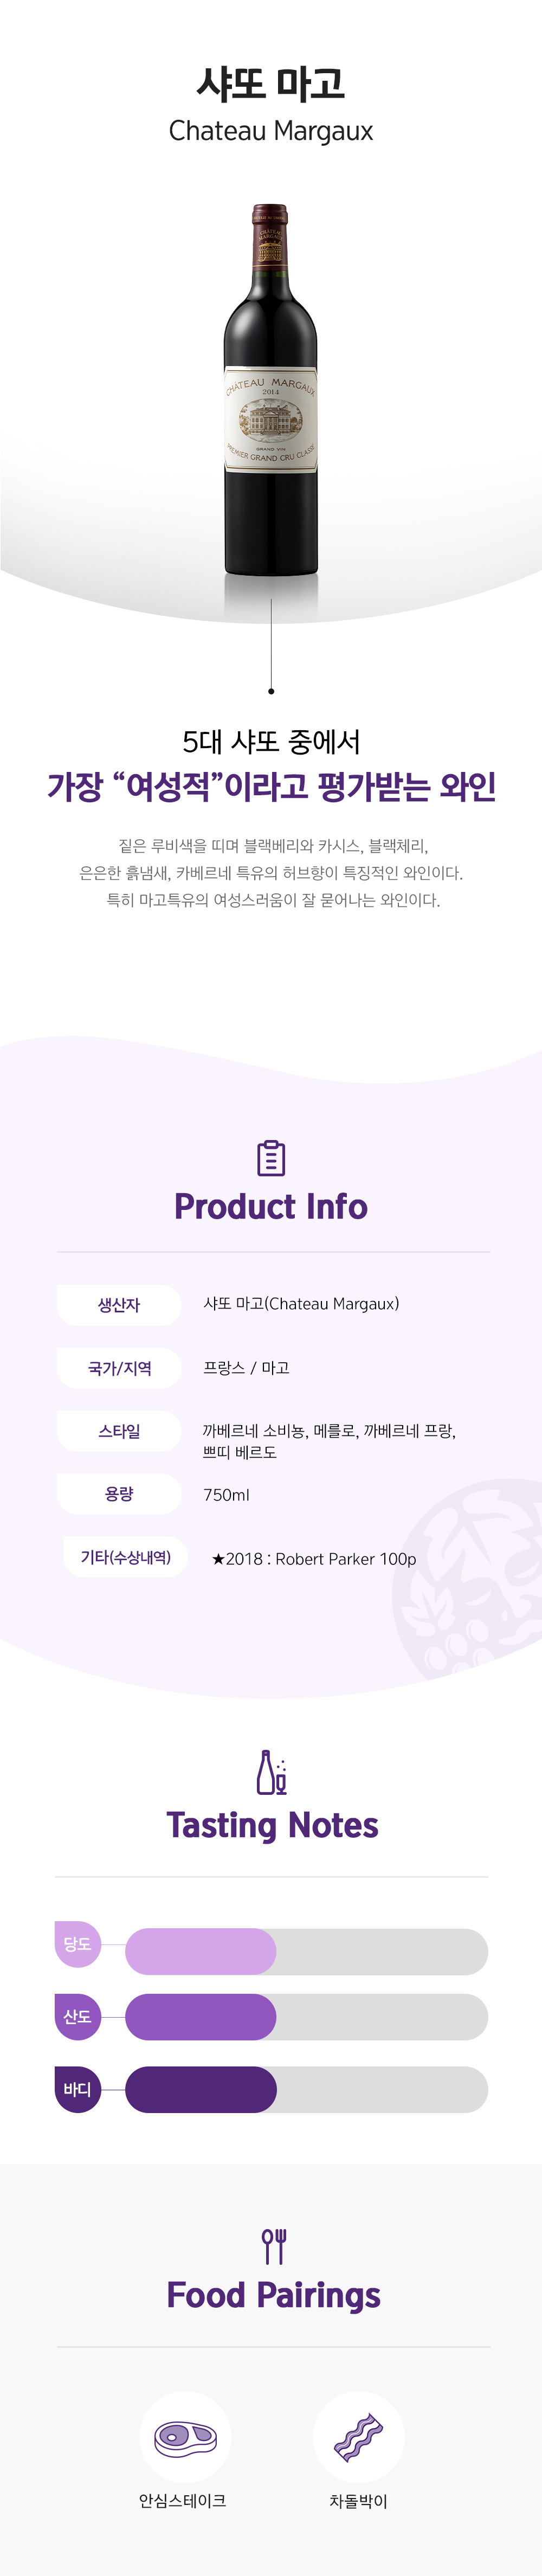 샤또 마고
Chateau Margaux
CHATEAU MARGAUX
2014
GRAND VIN
PREMIER GRAND CRU CLASSÉ
5대 샤또 중에서
가장 “여성적”이라고 평가받는 와인
짙은 루비색을 띠며 블랙베리와 카시스, 블랙체리,
은은한 흙냄새, 카베르네 특유의 허브향이 특징적인 와인이다.
특히 마고특유의 여성스러움이 잘 묻어나는 와인이다.
Product Info
생산자 샤또 마고(Chateau Margaux)
국가/지역 프랑스 / 마고
스타일 까베르네 소비뇽, 메를로, 까베르네 프랑,
쁘띠 베르도
용량 750ml
기타(수상내역) ★2018 : Robert Parker 100p
Tasting Notes
당도
산도
바디
Food Pairings
안심스테이크 차돌박이